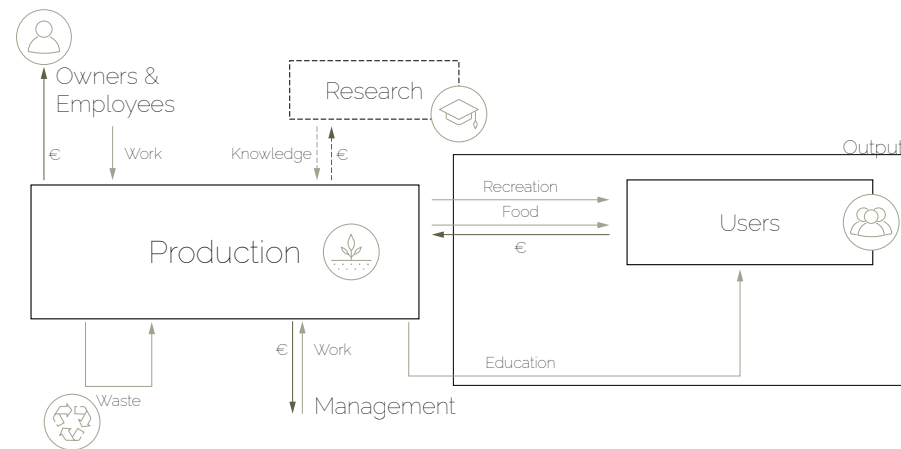 Owners &
Employees
Research
€
Work
Knowledge
€
Output
Recreation
Food
€
Users
Production
€
Work
Education
Waste
Management